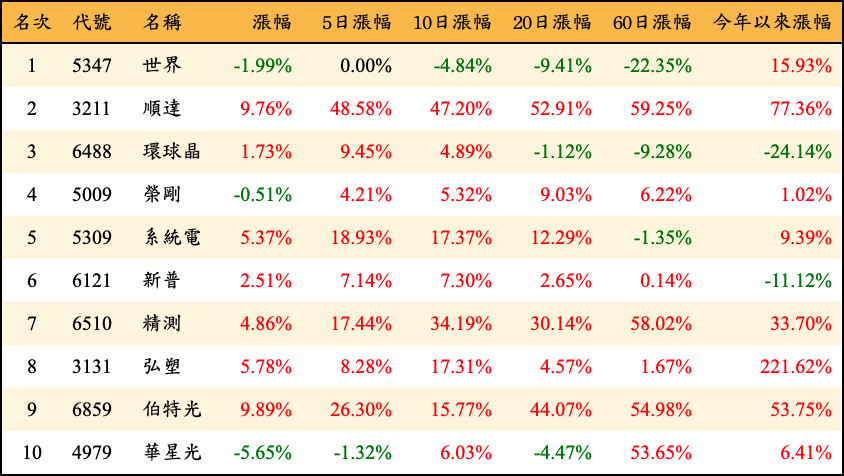 名次 代號 名稱 漲幅 5日漲幅 10日漲幅 20日漲幅 60日漲幅 今年以來漲幅
1 5347 世界 -1.99% 0.00% -4.84% -9.41% -22.35% 15.93%
2 3211 順達 9.76% 48.58% 47.20% 52.91% 59.25% 77.36%
3 6488 環球晶 1.73% 9.45% 4.89% -1.12% -9.28% -24.14%
4 5009 榮剛 -0.51% 4.21% 5.32% 9.03% 6.22% 1.02%
5 5309 系統電 5.37% 18.93% 17.37% 12.29% -1.35% 9.39%
6 6121 新普 2.51% 7.14% 7.30% 2.65% 0.14% -11.12%
7 6510 精測 4.86% 17.44% 34.19% 30.14% 58.02% 33.70%
8 3131 弘塑 5.78% 8.28% 17.31% 4.57% 1.67% 221.62%
9 6859 伯特光 9.89% 26.30% 15.77% 44.07% 54.98% 53.75%
10 4979 華星光 -5.65% -1.32% 6.03% -4.47% 53.65% 6.41%